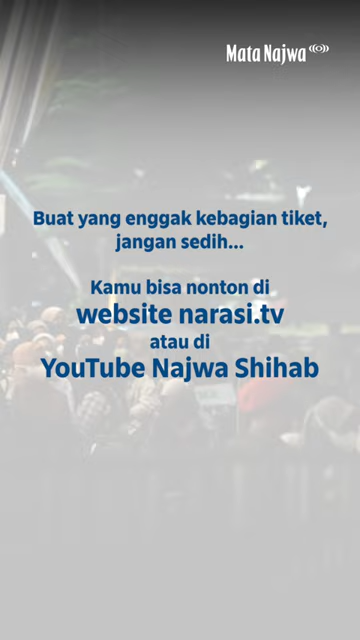 Mata Najwa
Buat yang enggak kebagian tiket,
jangan sedih...
Kamu bisa nonton di
website narasi.tv
atau di
YouTube Najwa Shihab